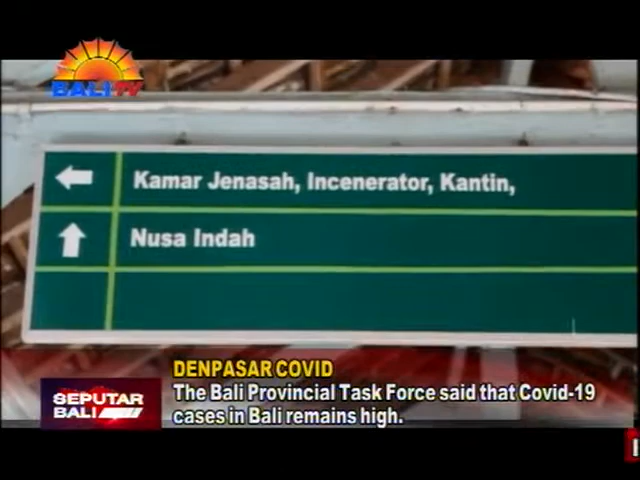 BALI TV
Kamar Jenasah, Incenerator, Kantin,
Nusa Indah
DENPASAR COVID
The Bali Provincial Task Force said that Covid-19
cases in Bali remains high.
SEPUTAR
BALI